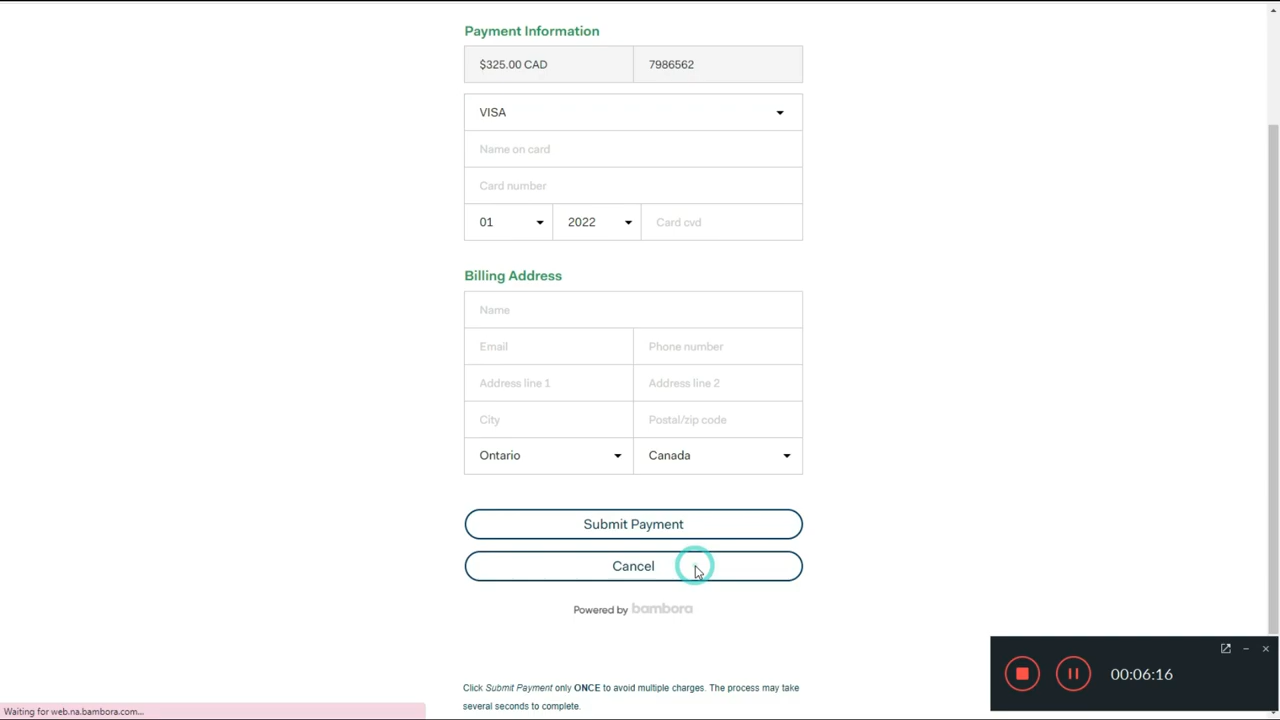 Payment Information
$325.00 CAD 7986562
VISA
Name on card
Card number
01 2022 Card cvd
Billing Address
Name
Email Phone number
Address line 1 Address line 2
City Postal/zip code
Ontario Canada
Submit Payment
Cancel
Powered by bambora
00:06:16
Click Submit Payment only ONCE to avoid multiple charges. The process may take
several seconds to complete.
Waiting for web.na.bambora.com...